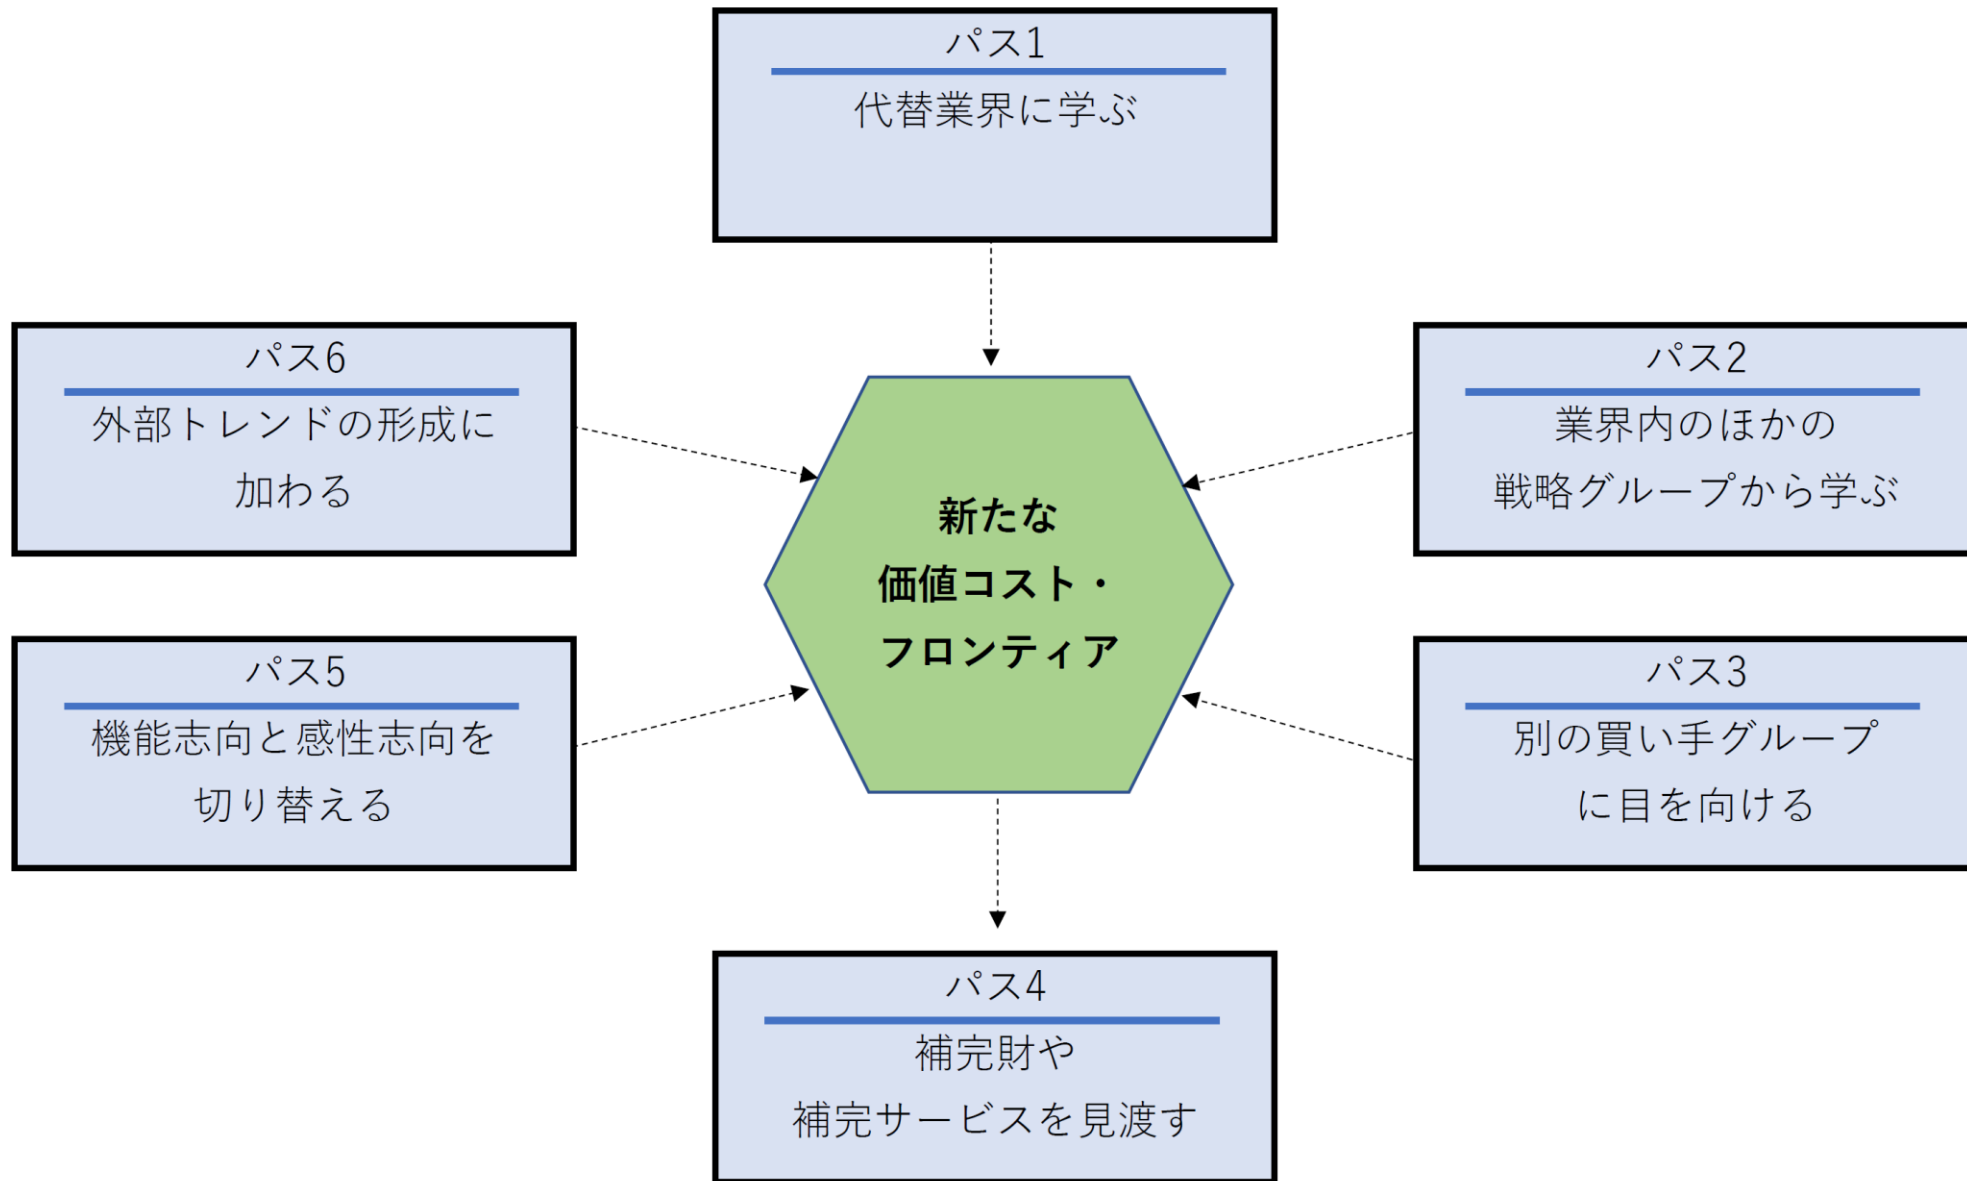 パス1
代替業界に学ぶ
パス6
外部トレンドの形成に
加わる
パス2
業界内のほかの
戦略グループから学ぶ
新たな
価値コスト・
フロンティア
パス5
機能志向と感性志向を
切り替える
パス3
別の買い手グループ
に目を向ける
パス4
補完財や
補完サービスを見渡す